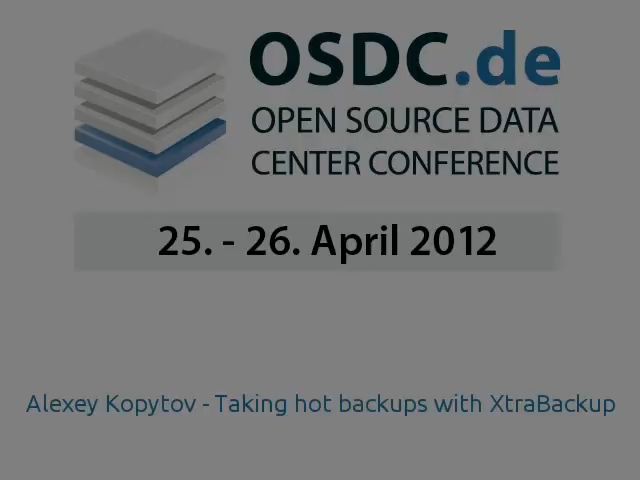 OSDC.de
OPEN SOURCE DATA
CENTER CONFERENCE
25. - 26. April 2012
Alexey Kopytov - Taking hot backups with XtraBackup